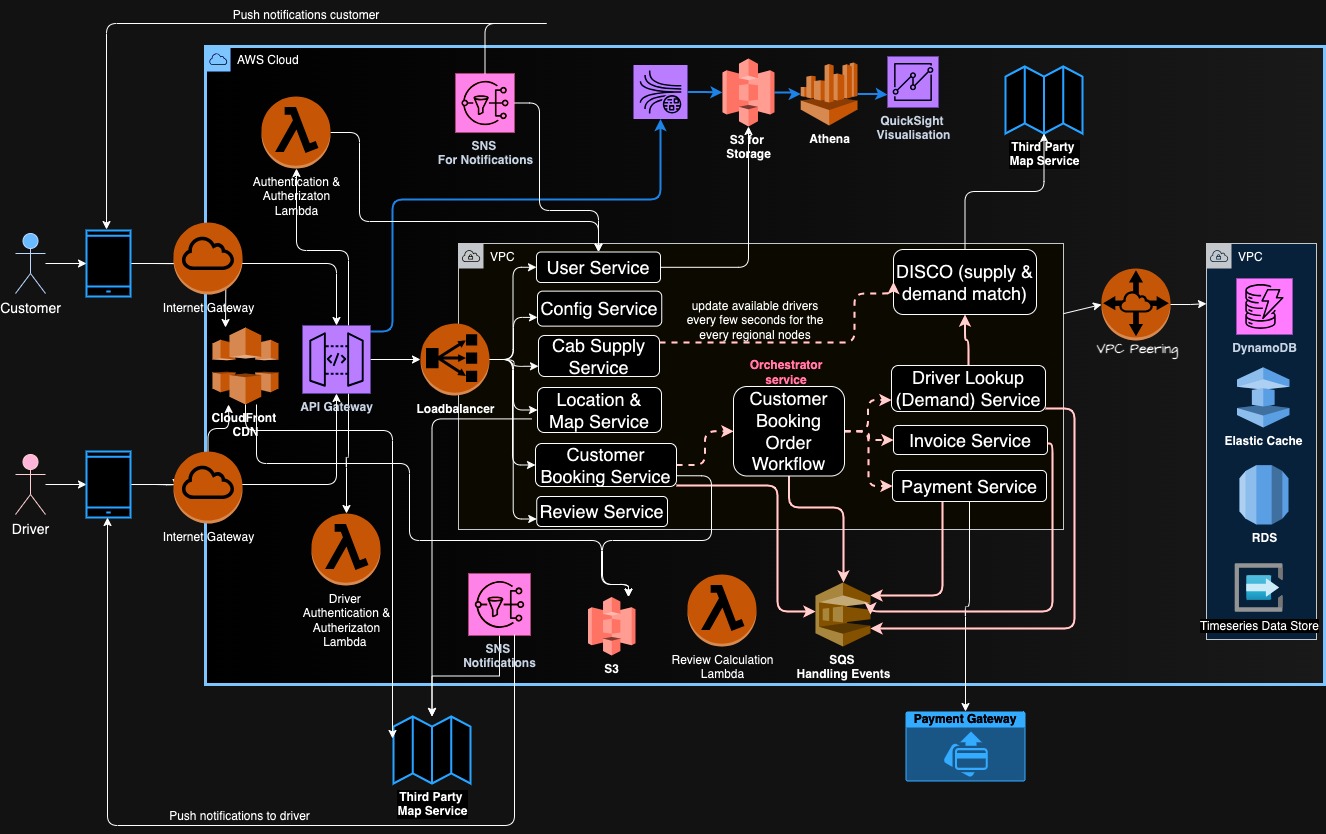 Push notifications customer
AWS Cloud
SNS
For Notifications
S3 for
Storage
Athena
QuickSight
Visualisation
Third Party
Map Service
Authentication &
Autherizaton
Lambda
Customer
Internet Gateway
CloudFront
CDN
API Gateway
Loadbalancer
VPC
User Service
Config Service
Cab Supply
Service
Location &
Map Service
Customer
Booking Service
Review Service
update available drivers
every few seconds for the
every regional nodes
Orchestrator
service
Customer
Booking
Order
Workflow
DISCO (supply &
demand match)
Driver Lookup
(Demand) Service
Invoice Service
Payment Service
VPC Peering
VPC
DynamoDB
Elastic Cache
RDS
Timeseries Data Store
Driver
Internet Gateway
Driver
Authentication &
Autherizaton
Lambda
SNS
Notifications
S3
Review Calculation
Lambda
SQS
Handling Events
Payment Gateway
Third Party
Map Service
Push notifications to driver